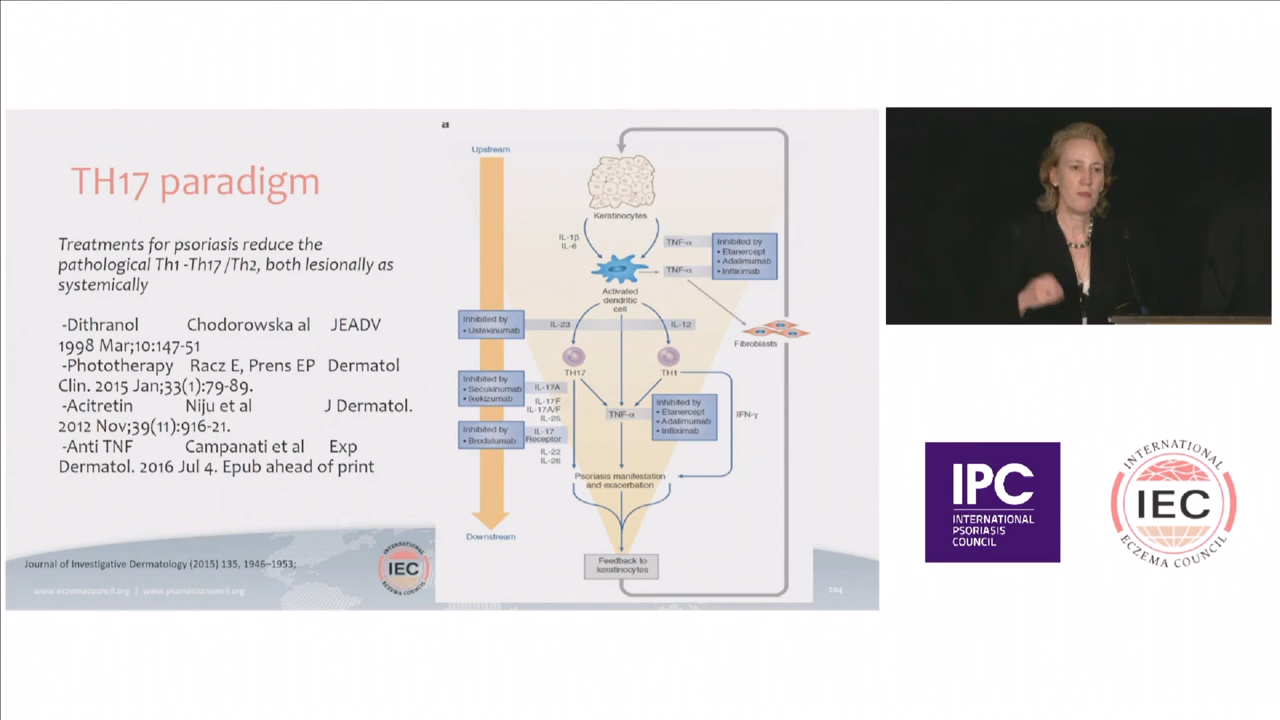 TH17 paradigm
Treatments for psoriasis reduce the
pathological Th1 -Th17 /Th2, both lesionally as
systemically
-Dithranol Chodorowska al JEADV
1998 Mar;10:147-51
-Phototherapy Racz E, Prens EP Dermatol
Clin. 2015 Jan;33(1):79-89.
-Acitretin Niju et al J Dermatol.
2012 Nov;39(11):916-21.
-Anti TNF Campanati et al Exp
Dermatol. 2016 Jul 4. Epub ahead of print
Journal of Investigative Dermatology (2015) 135, 1946–1953;
www.eczemacouncil.org | www.psoriasiscouncil.org
INTERNATIONAL
IEC
ECZEMA COUNCIL
a
Upstream
Keratinocytes
IL-1β
IL-6
TNF-α
Inhibited by
• Etanercept
• Adalimumab
• Infliximab
TNF-α
Activated
dendritic
cell
Inhibited by
• Ustekinumab
IL-23
IL-12
Fibroblasts
TH17
TH1
Inhibited by
• Secukinumab
• Ixekizumab
IL-17A
IL-17F
IL-17A/F
IL-25
Inhibited by
• Brodalumab
IL-17
Receptor
IL-22
IL-26
TNF-α
Inhibited by
• Etanercept
• Adalimumab
• Infliximab
IFN-γ
Psoriasis manifestation
and exacerbation
Downstream
Feedback to
keratinocytes
104
IPC
INTERNATIONAL
PSORIASIS
COUNCIL
INTERNATIONAL
IEC
ECZEMA COUNCIL